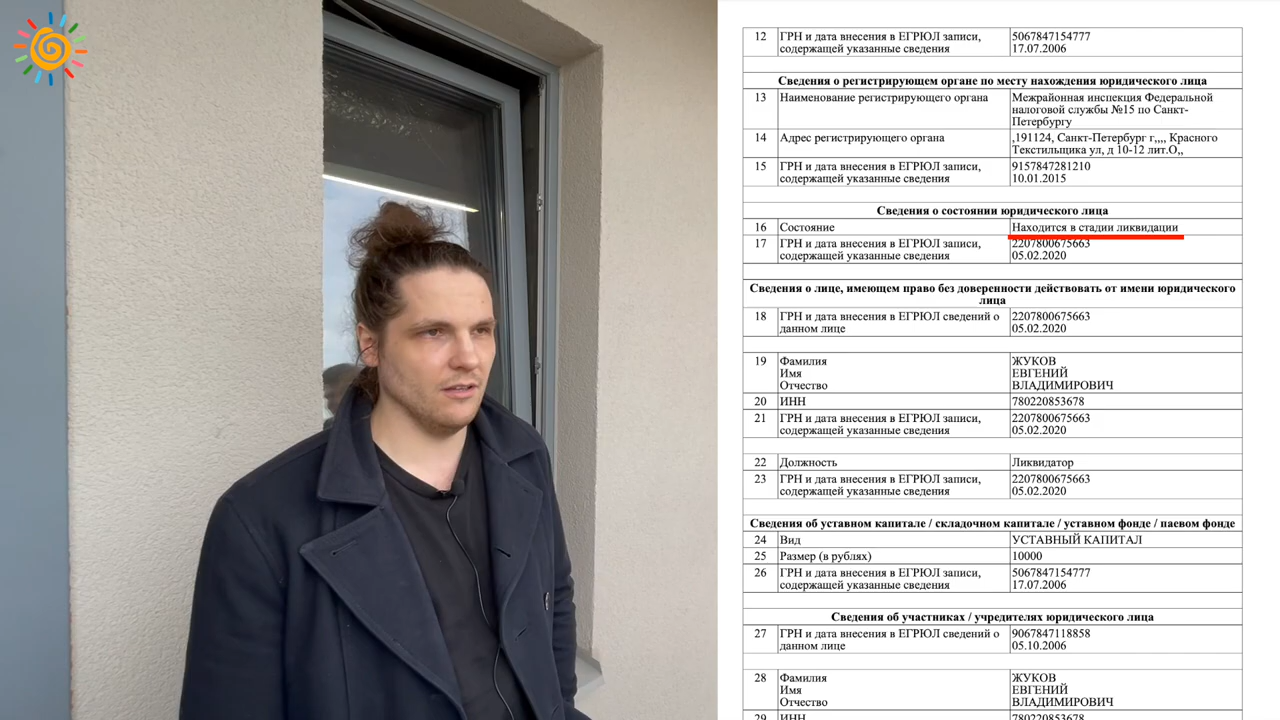 12 ГРН и дата внесения в ЕГРЮЛ записи, 5067847154777
содержащей указанные сведения 17.07.2006
Сведения о регистрирующем органе по месту нахождения юридического лица
13 Наименование регистрирующего органа Межрайонная инспекция Федеральной
налоговой службы №15 по Санкт-
Петербургу
14 Адрес регистрирующего органа ,191124, Санкт-Петербург г,,,, Красного
Текстильщика ул, д 10-12 лит.О,,
15 ГРН и дата внесения в ЕГРЮЛ записи, 9157847281210
содержащей указанные сведения 10.01.2015
Сведения о состоянии юридического лица
16 Состояние Находится в стадии ликвидации
17 ГРН и дата внесения в ЕГРЮЛ записи, 2207800675663
содержащей указанные сведения 05.02.2020
Сведения о лице, имеющем право без доверенности действовать от имени юридического
лица
18 ГРН и дата внесения в ЕГРЮЛ сведений о 2207800675663
данном лице 05.02.2020
19 Фамилия ЖУКОВ
Имя ЕВГЕНИЙ
Отчество ВЛАДИМИРОВИЧ
20 ИНН 780220853678
21 ГРН и дата внесения в ЕГРЮЛ записи, 2207800675663
содержащей указанные сведения 05.02.2020
22 Должность Ликвидатор
23 ГРН и дата внесения в ЕГРЮЛ записи, 2207800675663
содержащей указанные сведения 05.02.2020
Сведения об уставном капитале / складочном капитале / уставном фонде / паевом фонде
24 Вид УСТАВНЫЙ КАПИТАЛ
25 Размер (в рублях) 10000
26 ГРН и дата внесения в ЕГРЮЛ записи, 5067847154777
содержащей указанные сведения 17.07.2006
Сведения об участниках / учредителях юридического лица
27 ГРН и дата внесения в ЕГРЮЛ сведений о 9067847118858
данном лице 05.10.2006
28 Фамилия ЖУКОВ
Имя ЕВГЕНИЙ
Отчество ВЛАДИМИРОВИЧ
29 ИНН 780220853678